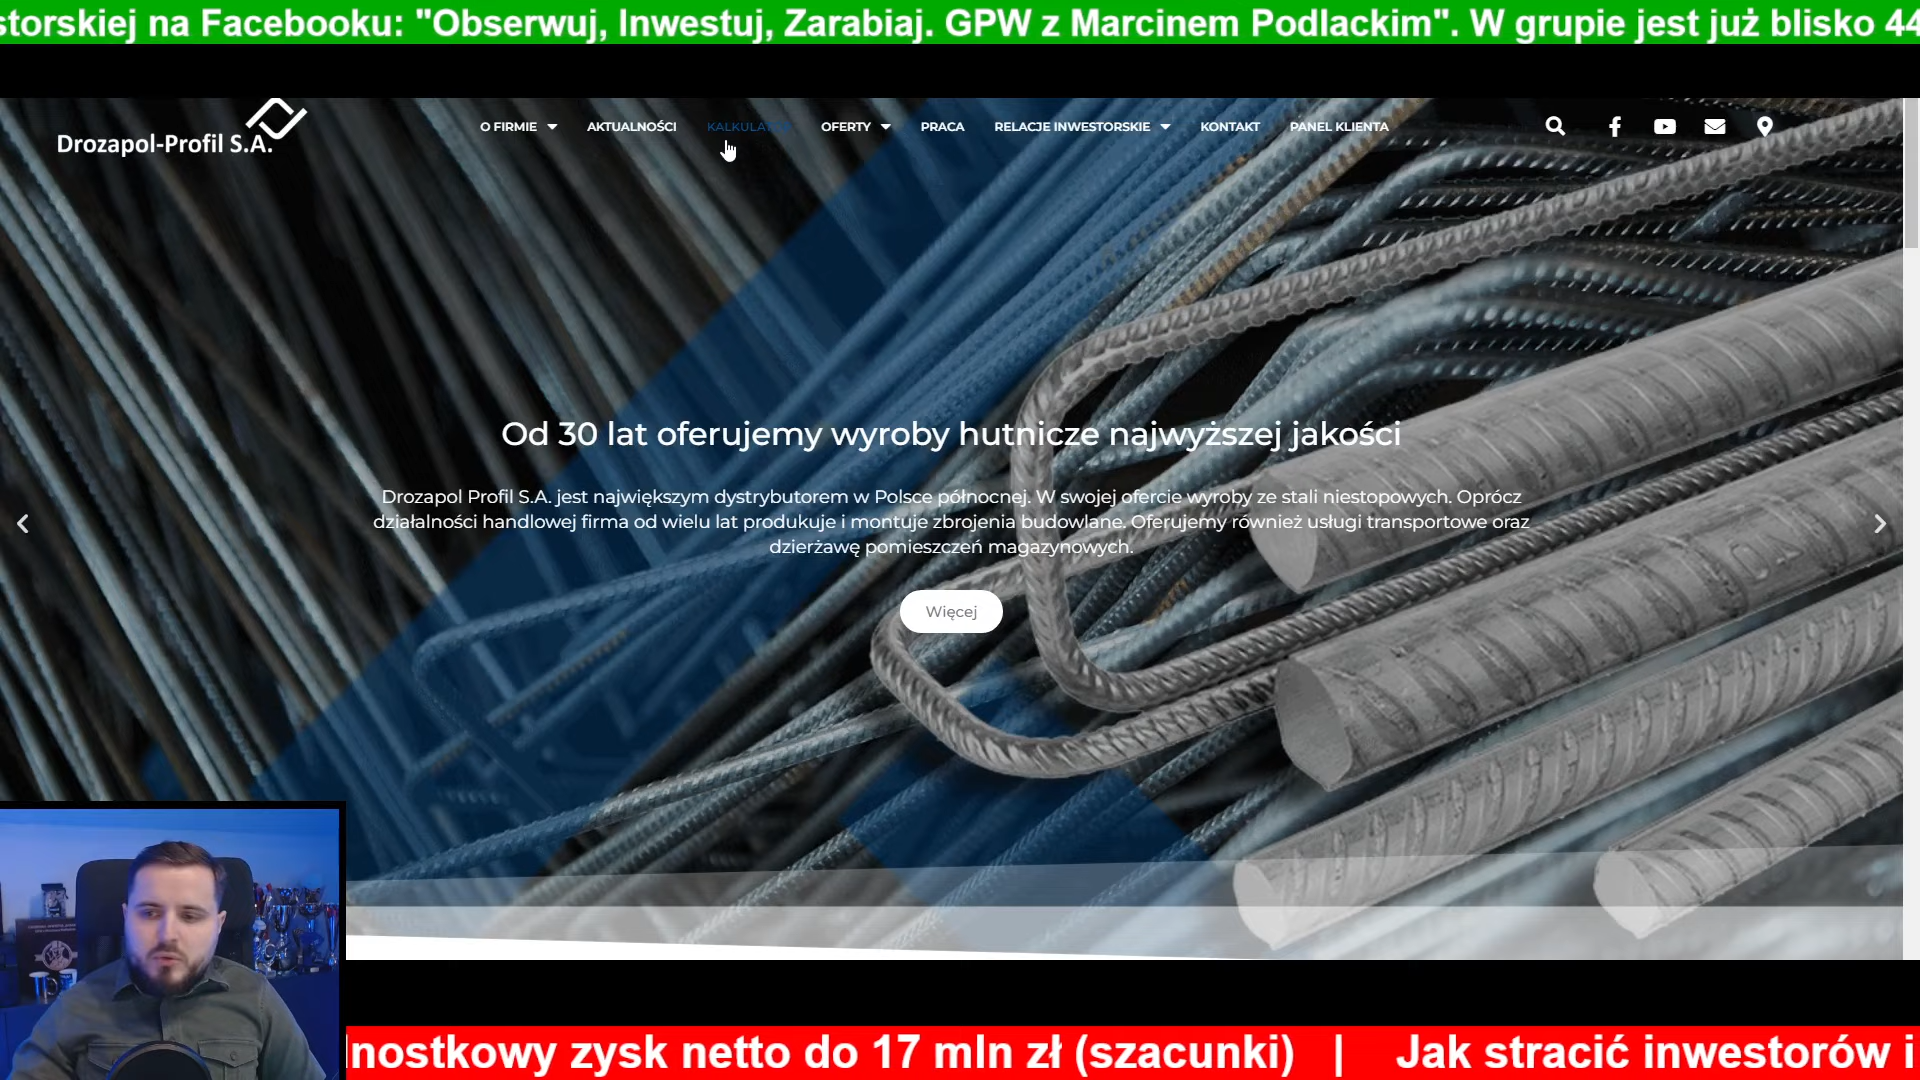 storskiej na Facebooku: "Obserwuj, Inwestuj, Zarabiaj. GPW z Marcinem Podlackim". W grupie jest już blisko 44
Drozapol-Profil S.A.
O FIRMIE
AKTUALNOŚCI
KALKULATOR
OFERTY
PRACA
RELACJE INWESTORSKIE
KONTAKT
PANEL KLIENTA
Od 30 lat oferujemy wyroby hutnicze najwyższej jakości
Drozapol Profil S.A. jest największym dystrybutorem w Polsce północnej. W swojej ofercie wyroby ze stali niestopowych. Oprócz
działalności handlowej firma od wielu lat produkuje i montuje zbrojenia budowlane. Oferujemy również usługi transportowe oraz
dzierżawę pomieszczeń magazynowych.
Więcej
nostkowy zysk netto do 17 mln zł (szacunki) | Jak stracić inwestorów i